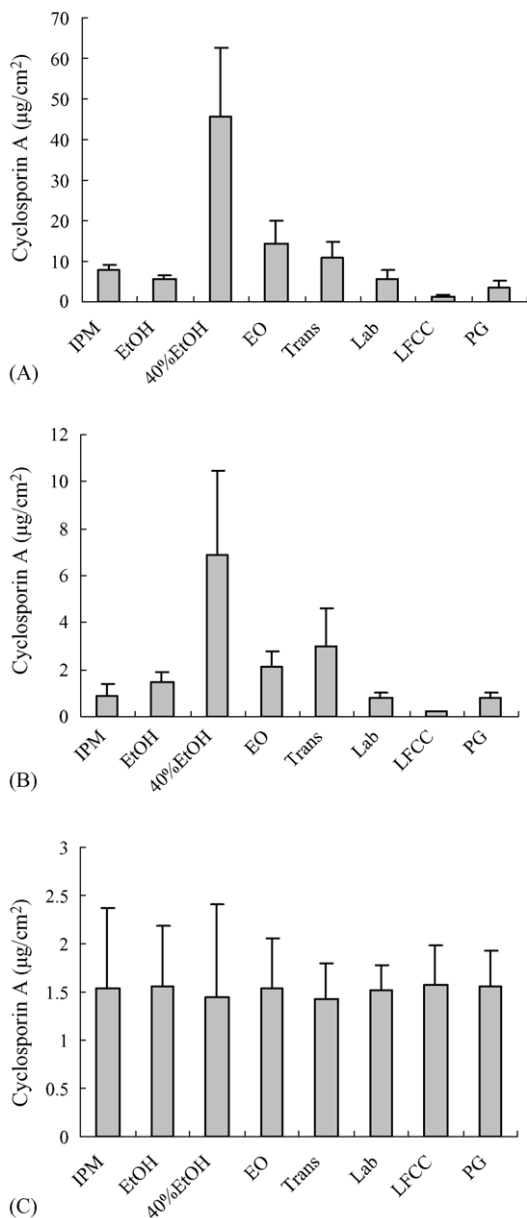 Cyclosporin A (µg/cm²)
70
60
50
40
30
20
10
0
IPM
EtOH
40%EtOH
EO
Trans
Lab
LFCC
PG
(A)
Cyclosporin A (µg/cm²)
12
10
8
6
4
2
0
IPM
EtOH
40%EtOH
EO
Trans
Lab
LFCC
PG
(B)
Cyclosporin A (µg/cm²)
3
2.5
2
1.5
1
0.5
0
IPM
EtOH
40%EtOH
EO
Trans
Lab
LFCC
PG
(C)